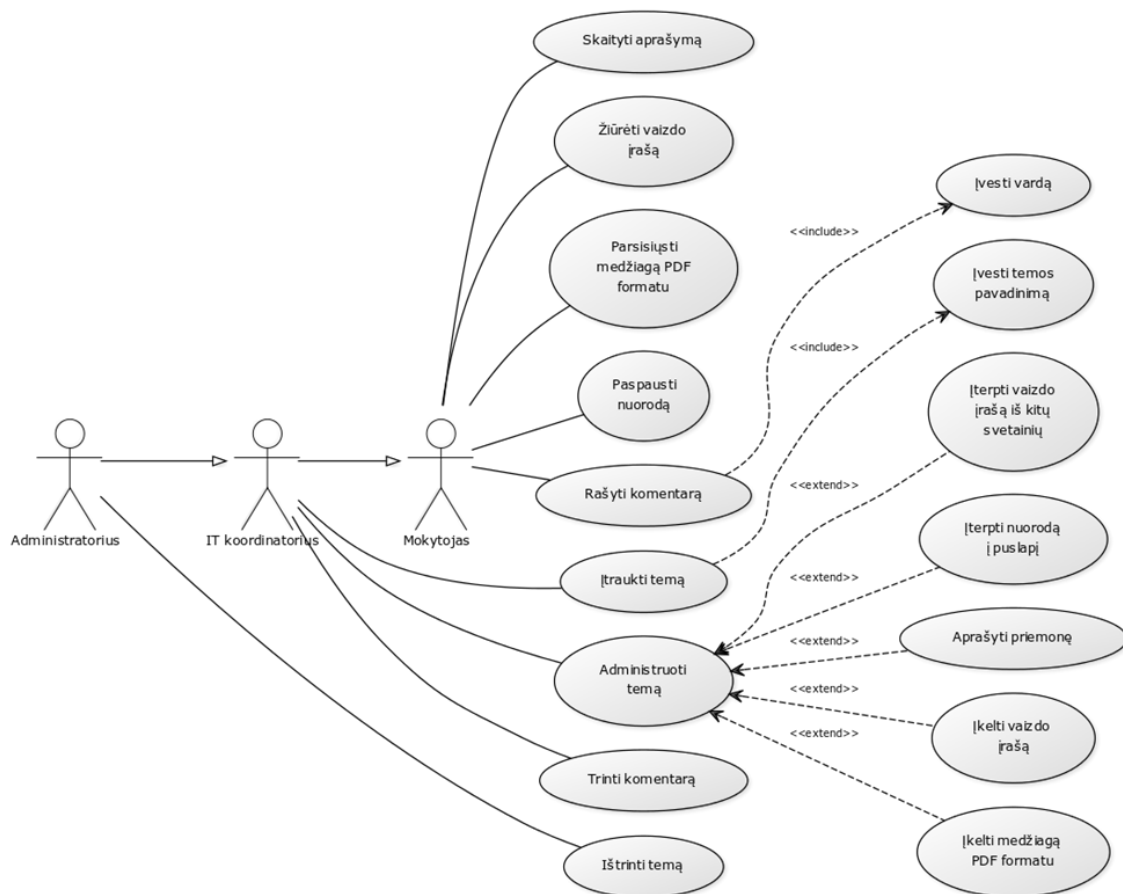 Skaityti aprašymą
Žiūrėti vaizdo
įrašą
Parsisiųsti
medžiagą PDF
formatu
Paspausti
nuorodą
Rašyti komentarą
Įtraukti temą
Administruoti
temą
Trinti komentarą
Ištrinti temą
Administratorius
IT koordinatorius
Mokytojas
<<include>>
<<include>>
<<extend>>
<<extend>>
<<extend>>
<<extend>>
<<extend>>
Įvesti vardą
Įvesti temos
pavadinimą
Įterpti vaizdo
įrašą iš kitų
svetainių
Įterpti nuorodą
į puslapį
Aprašyti priemonę
Įkelti vaizdo
įrašą
Įkelti medžiagą
PDF formatu